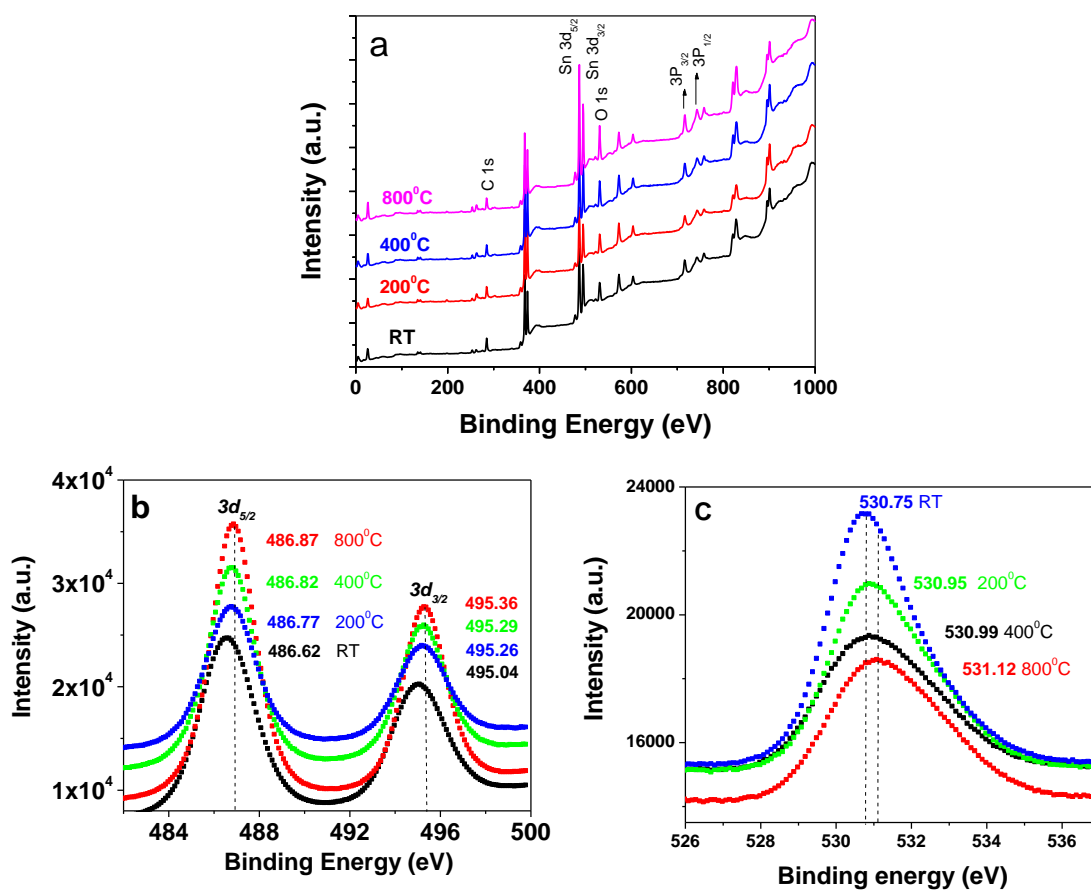 a
Sn 3d5/2
Sn 3d3/2
O 1s
3P3/2
3P1/2
C 1s
800⁰C
400⁰C
200⁰C
RT
Intensity (a.u.)
0 200 400 600 800 1000
Binding Energy (eV)
b
4x10⁴
3x10⁴
2x10⁴
1x10⁴
Intensity (a.u.)
3d5/2
486.87 800⁰C
486.82 400⁰C
486.77 200⁰C
486.62 RT
3d3/2
495.36
495.29
495.26
495.04
484 488 492 496 500
Binding Energy (eV)
c
24000
20000
16000
Intensity (a.u.)
530.75 RT
530.95 200⁰C
530.99 400⁰C
531.12 800⁰C
526 528 530 532 534 536
Binding energy (eV)